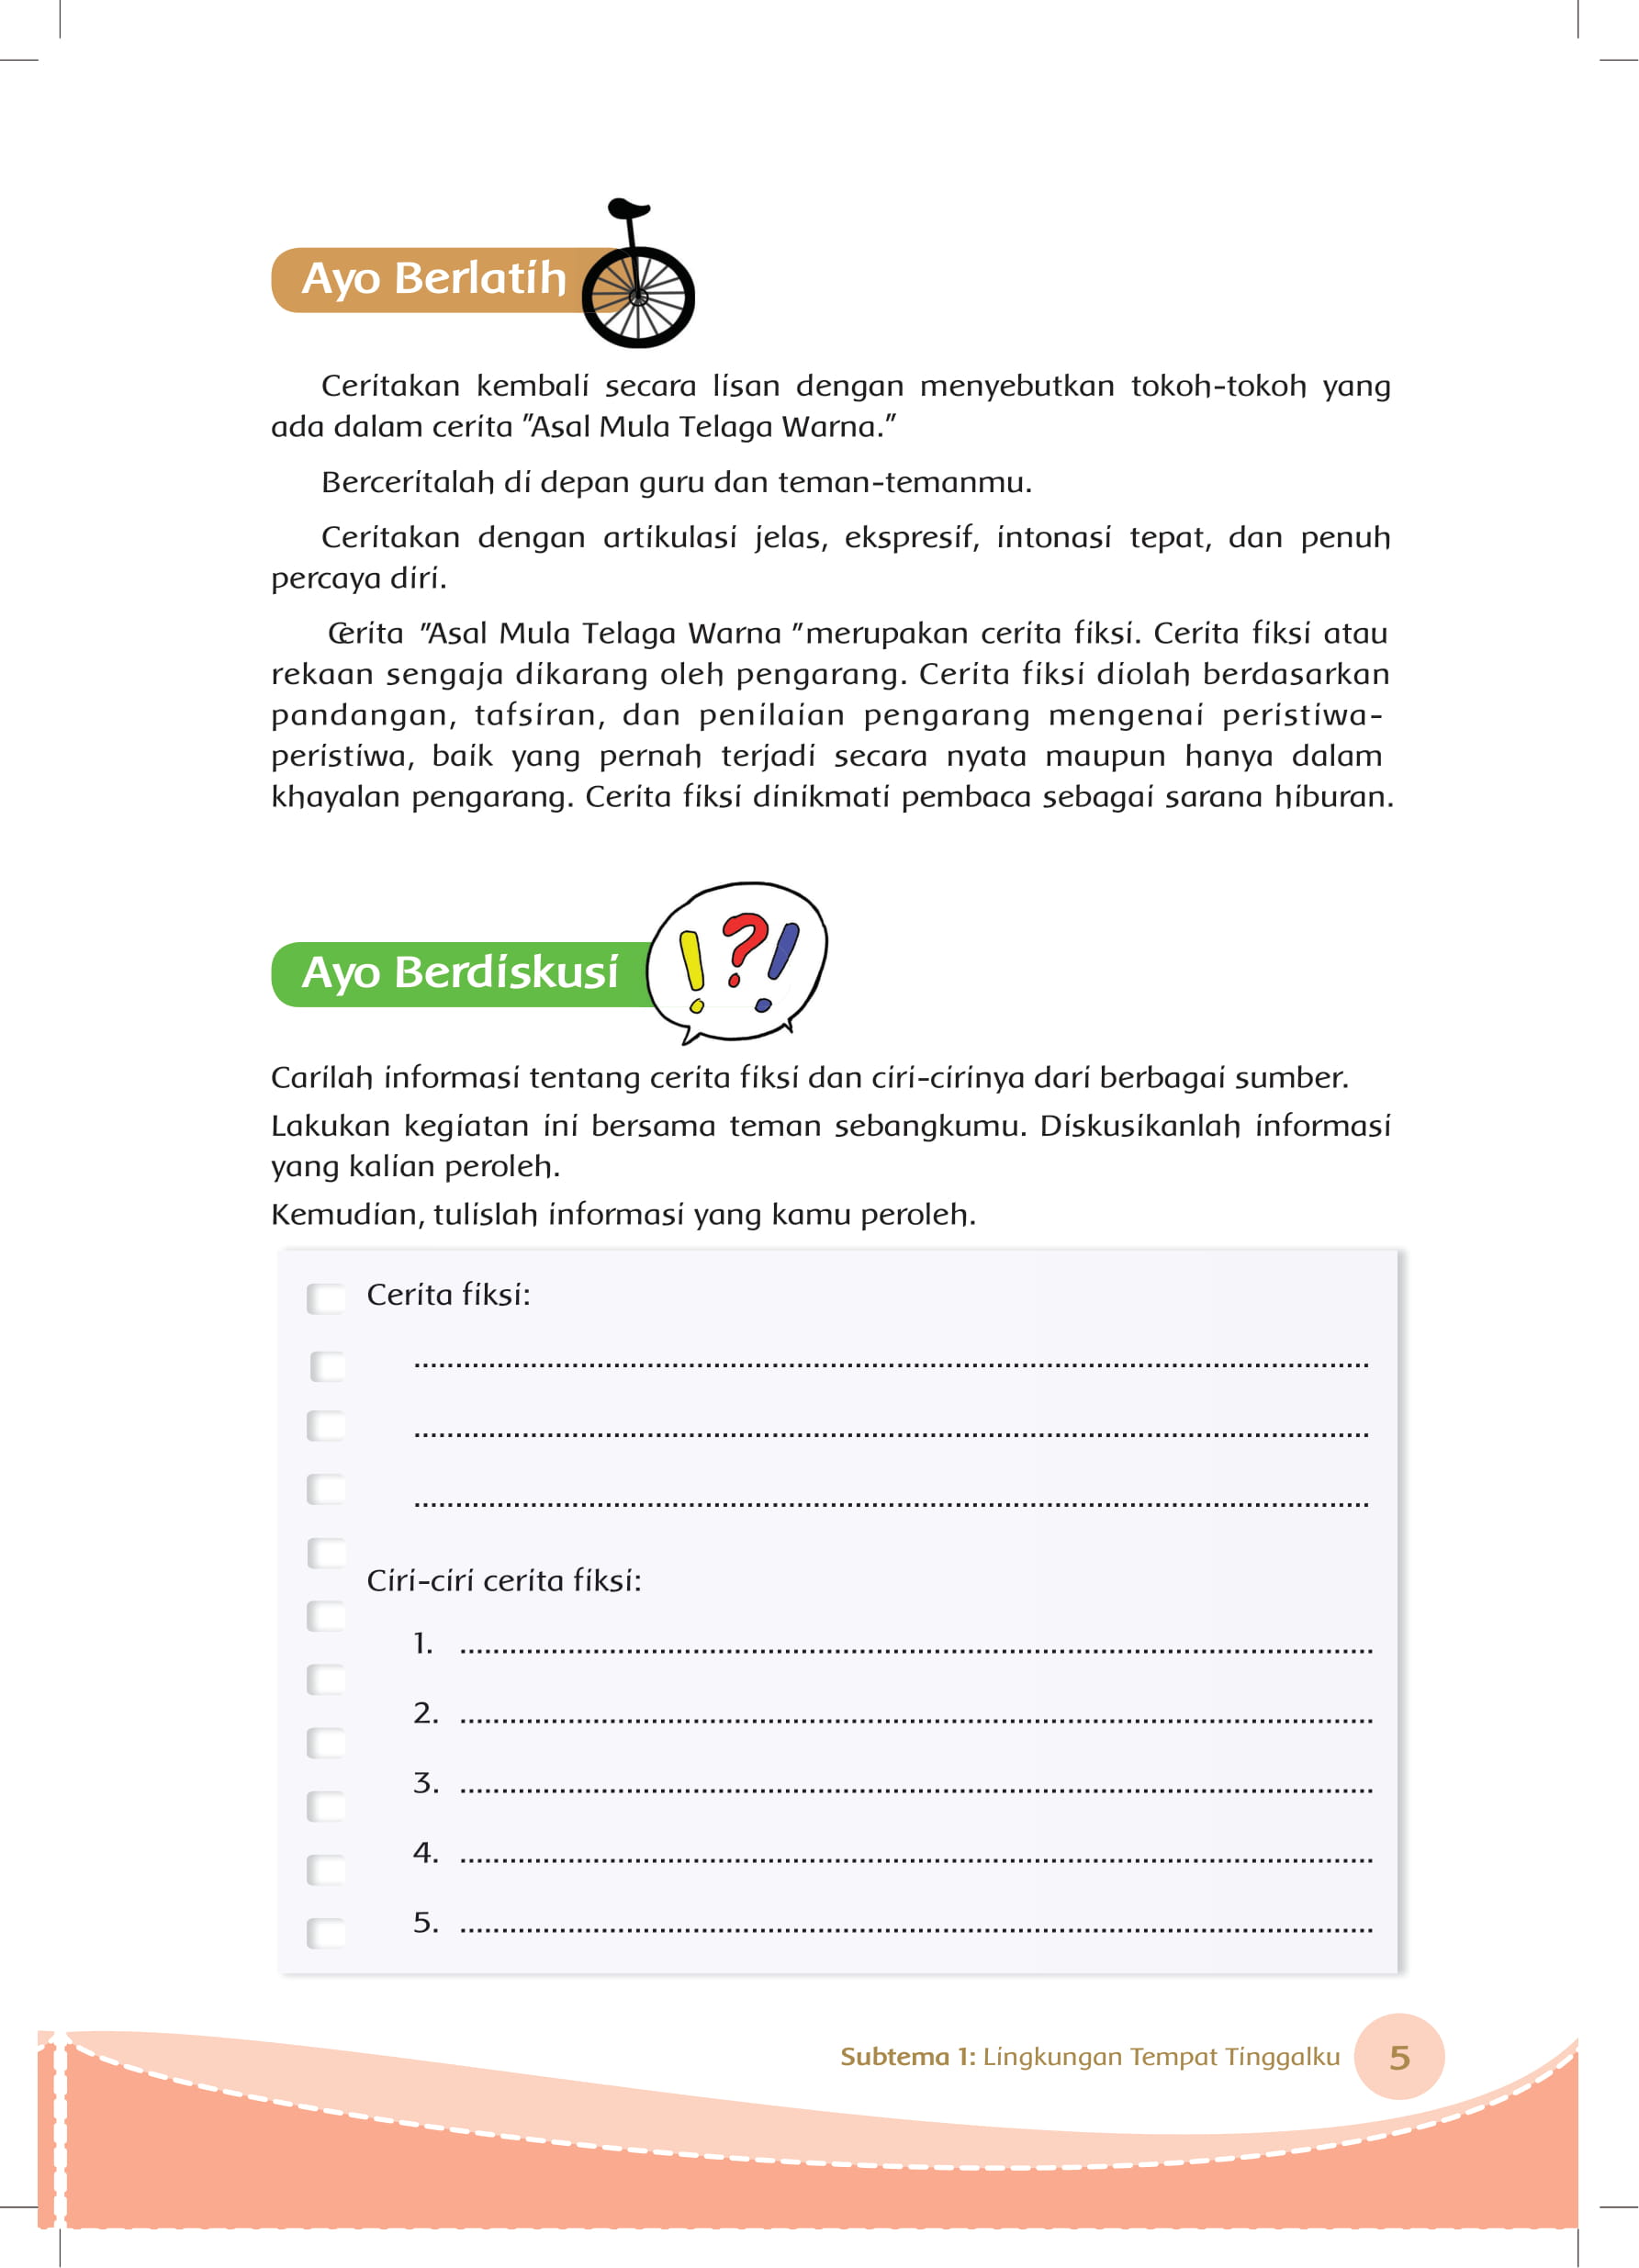 Ayo Berlatih
Ceritakan kembali secara lisan dengan menyebutkan tokoh-tokoh yang
ada dalam cerita "Asal Mula Telaga Warna."
Berceritalah di depan guru dan teman-temanmu.
Ceritakan dengan artikulasi jelas, ekspresif, intonasi tepat, dan penuh
percaya diri.
Cerita "Asal Mula Telaga Warna "merupakan cerita fiksi. Cerita fiksi atau
rekaan sengaja dikarang oleh pengarang. Cerita fiksi diolah berdasarkan
pandangan, tafsiran, dan penilaian pengarang mengenai peristiwa-
peristiwa, baik yang pernah terjadi secara nyata maupun hanya dalam
khayalan pengarang. Cerita fiksi dinikmati pembaca sebagai sarana hiburan.
Ayo Berdiskusi
!?!
Carilah informasi tentang cerita fiksi dan ciri-cirinya dari berbagai sumber.
Lakukan kegiatan ini bersama teman sebangkumu. Diskusikanlah informasi
yang kalian peroleh.
Kemudian, tulislah informasi yang kamu peroleh.
Cerita fiksi:
Ciri-ciri cerita fiksi:
1.
2.
3.
4.
5.
Subtema 1: Lingkungan Tempat Tinggalku 5